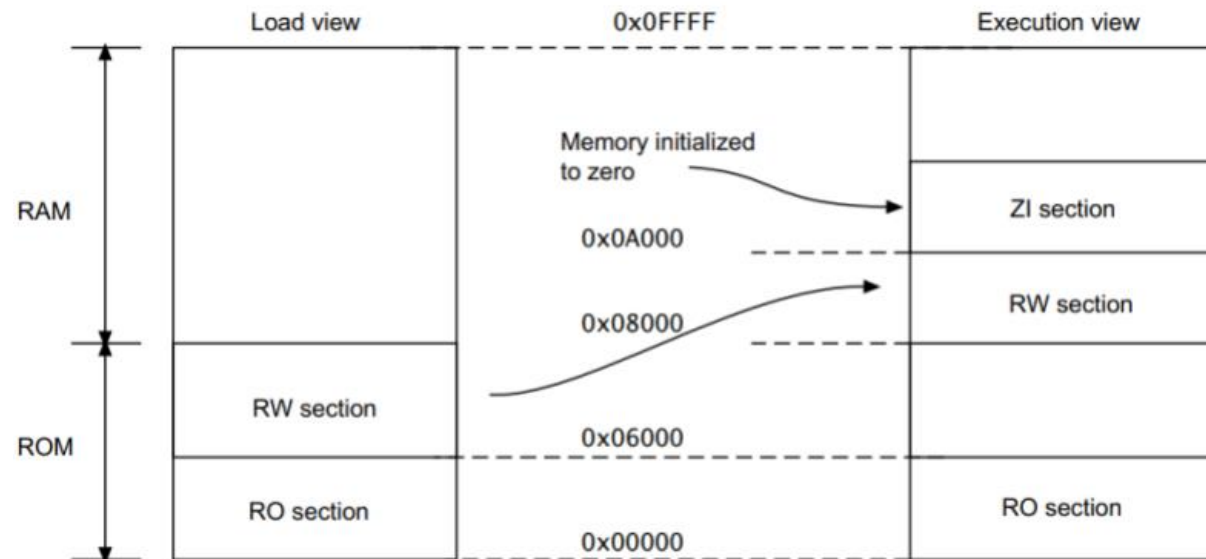 Load view 0x0FFFF Execution view
Memory initialized
to zero
RAM
ZI section
0x0A000
RW section
0x08000
RW section
0x06000
ROM
RO section
RO section
0x00000